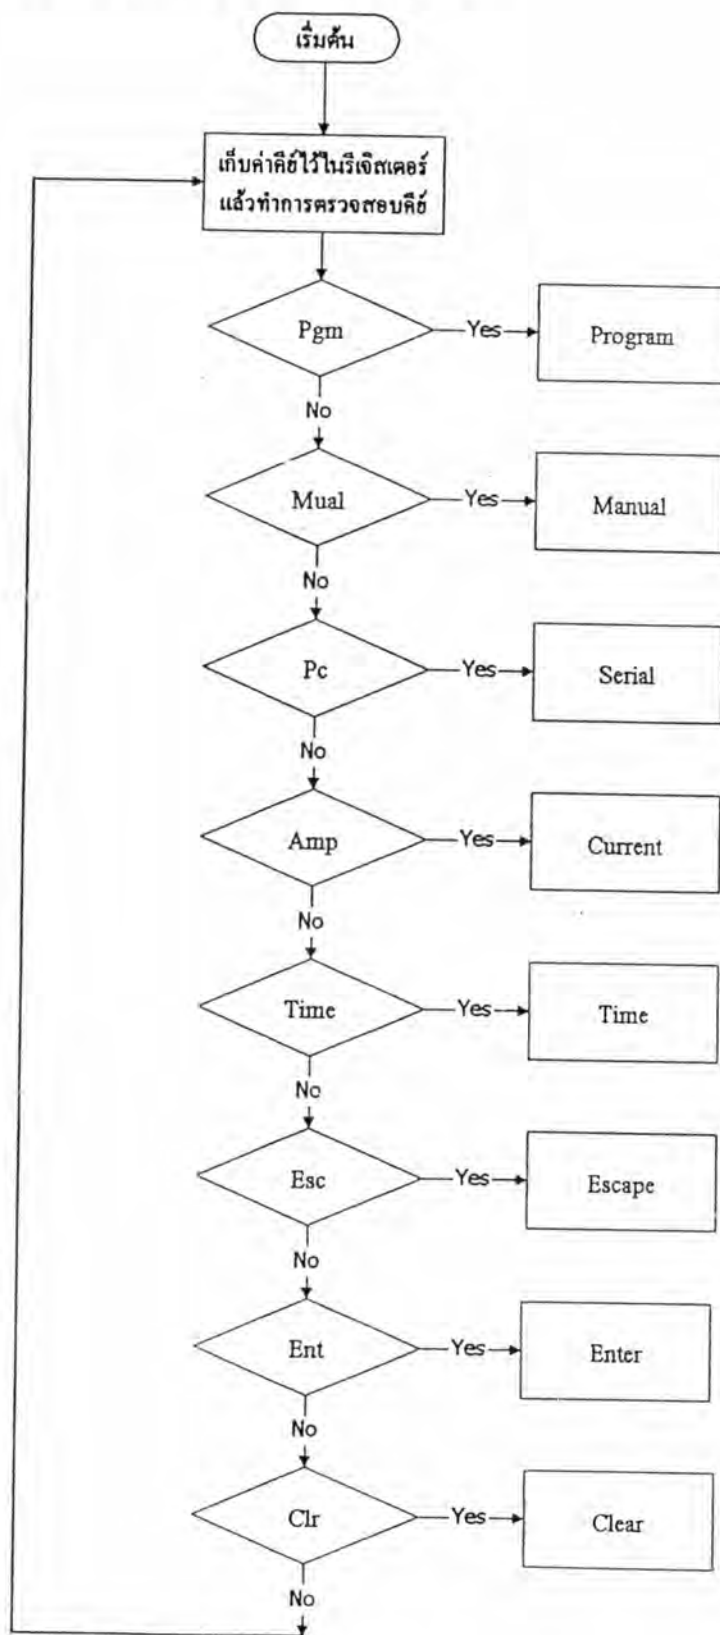 เริ่มต้น
เก็บค่าคีย์ไว้ในรีเจิสเตอร์
แล้วทำการตรวจสอบคีย์
Pgm
Yes
Program
No
Mual
Yes
Manual
No
Pc
Yes
Serial
No
Amp
Yes
Current
No
Time
Yes
Time
No
Esc
Yes
Escape
No
Ent
Yes
Enter
No
Clr
Yes
Clear
No